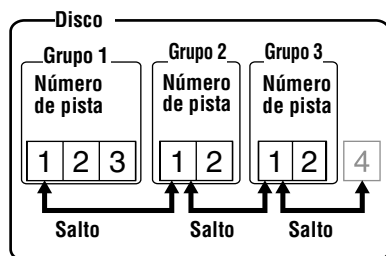 Disco
Grupo 1 Grupo 2 Grupo 3
Número de pista Número de pista Número de pista
1 2 3 1 2 1 2 4
Salto Salto Salto